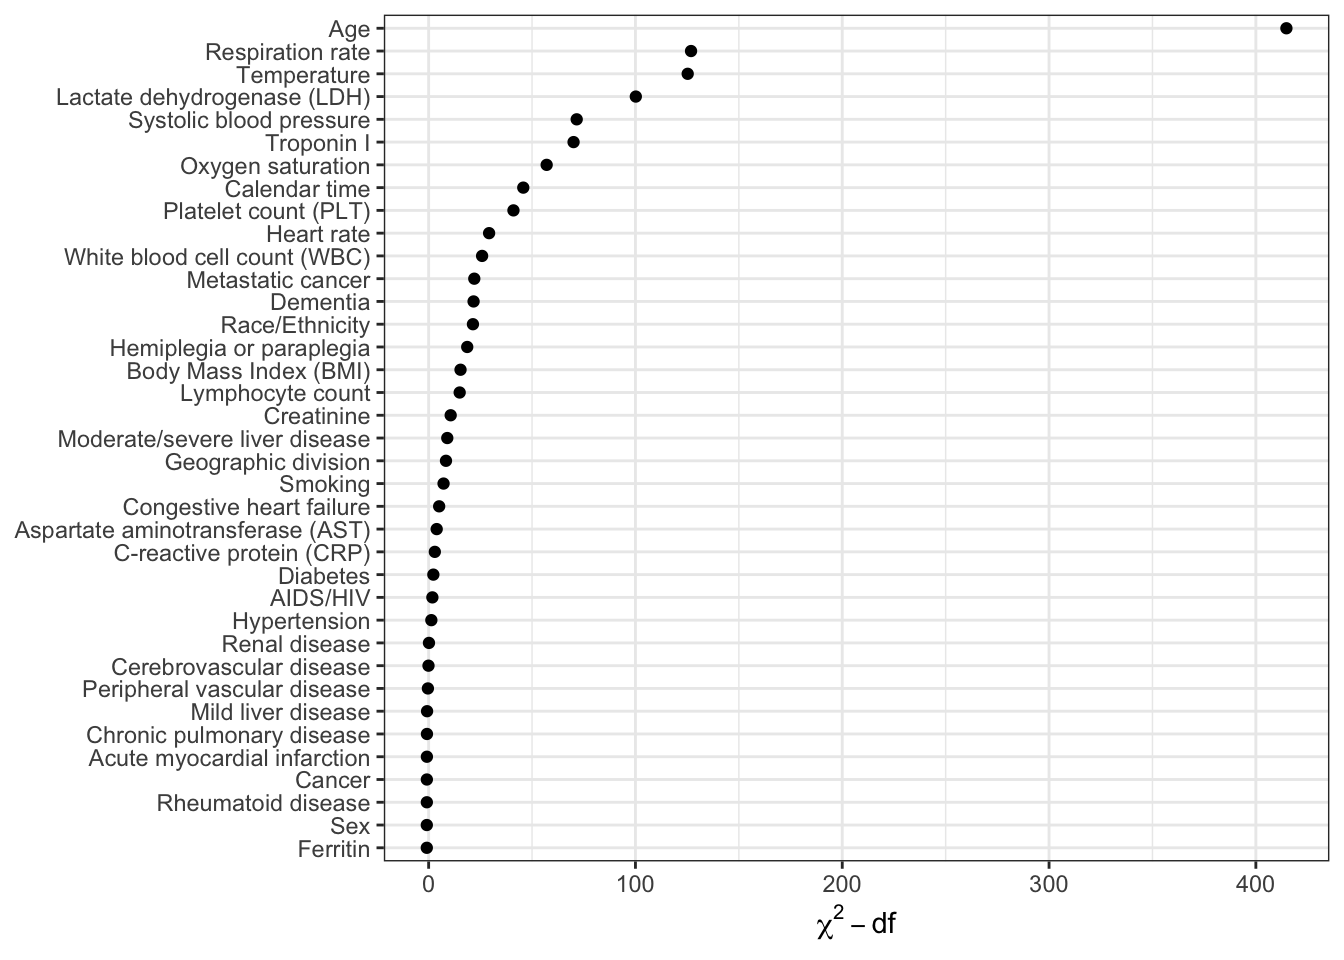 Age
Respiration rate
Temperature
Lactate dehydrogenase (LDH)
Systolic blood pressure
Troponin I
Oxygen saturation
Calendar time
Platelet count (PLT)
Heart rate
White blood cell count (WBC)
Metastatic cancer
Dementia
Race/Ethnicity
Hemiplegia or paraplegia
Body Mass Index (BMI)
Lymphocyte count
Creatinine
Moderate/severe liver disease
Geographic division
Smoking
Congestive heart failure
Aspartate aminotransferase (AST)
C-reactive protein (CRP)
Diabetes
AIDS/HIV
Hypertension
Renal disease
Cerebrovascular disease
Peripheral vascular disease
Mild liver disease
Chronic pulmonary disease
Acute myocardial infarction
Cancer
Rheumatoid disease
Sex
Ferritin
0 100 200 300 400
χ² − df